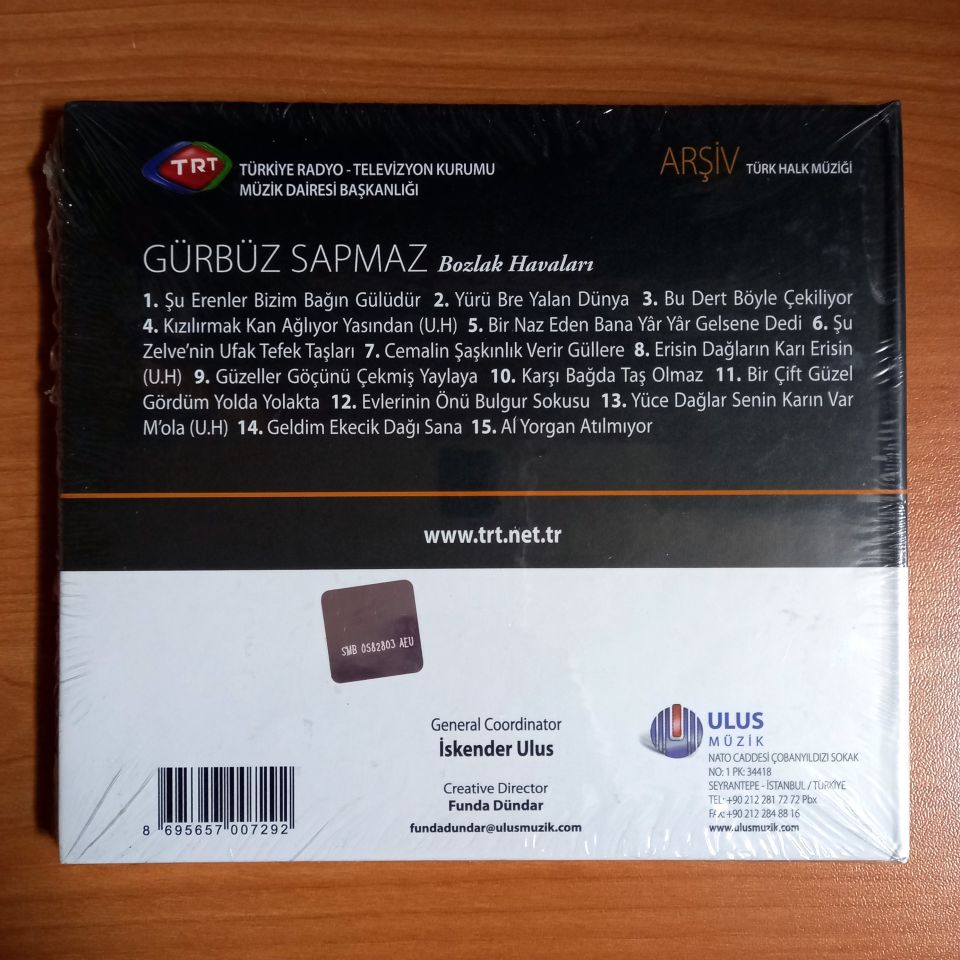 TRT
TÜRKİYE RADYO - TELEVİZYON KURUMU
MÜZİK DAİRESİ BAŞKANLIĞI
ARŞİV TÜRK HALK MÜZİĞİ
GÜRBÜZ SAPMAZ Bozlak Havaları
1. Şu Erenler Bizim Bağın Gülüdür 2. Yürü Bre Yalan Dünya 3. Bu Dert Böyle Çekiliyor
4. Kızılırmak Kan Ağlıyor Yasından (U.H) 5. Bir Naz Eden Bana Yâr Yâr Gelsene Dedi 6. Şu
Zelve'nin Ufak Tefek Taşları 7. Cemalin Şaşkınlık Verir Güllere 8. Erisin Dağların Karı Erisin
(U.H) 9. Güzeller Göçünü Çekmiş Yaylaya 10. Karşı Bağda Taş Olmaz 11. Bir Çift Güzel
Gördüm Yolda Yolakta 12. Evlerinin Önü Bulgur Sokusu 13. Yüce Dağlar Senin Karın Var
M'ola (U.H) 14. Geldim Ekecik Dağı Sana 15. Al Yorgan Atılmıyor
www.trt.net.tr
SMB 0582803 AEU
General Coordinator
İskender Ulus
Creative Director
Funda Dündar
fundadundar@ulusmuzik.com
8 695657 007292
ULUS
MÜZİK
NATO CADDESİ ÇOBANYILDIZI SOKAK
NO: 1 PK: 34418
SEYRANTEPE - İSTANBUL / TÜRKİYE
TEL: +90 212 281 72 72 Pbx
FAX: +90 212 284 88 16
www.ulusmuzik.com